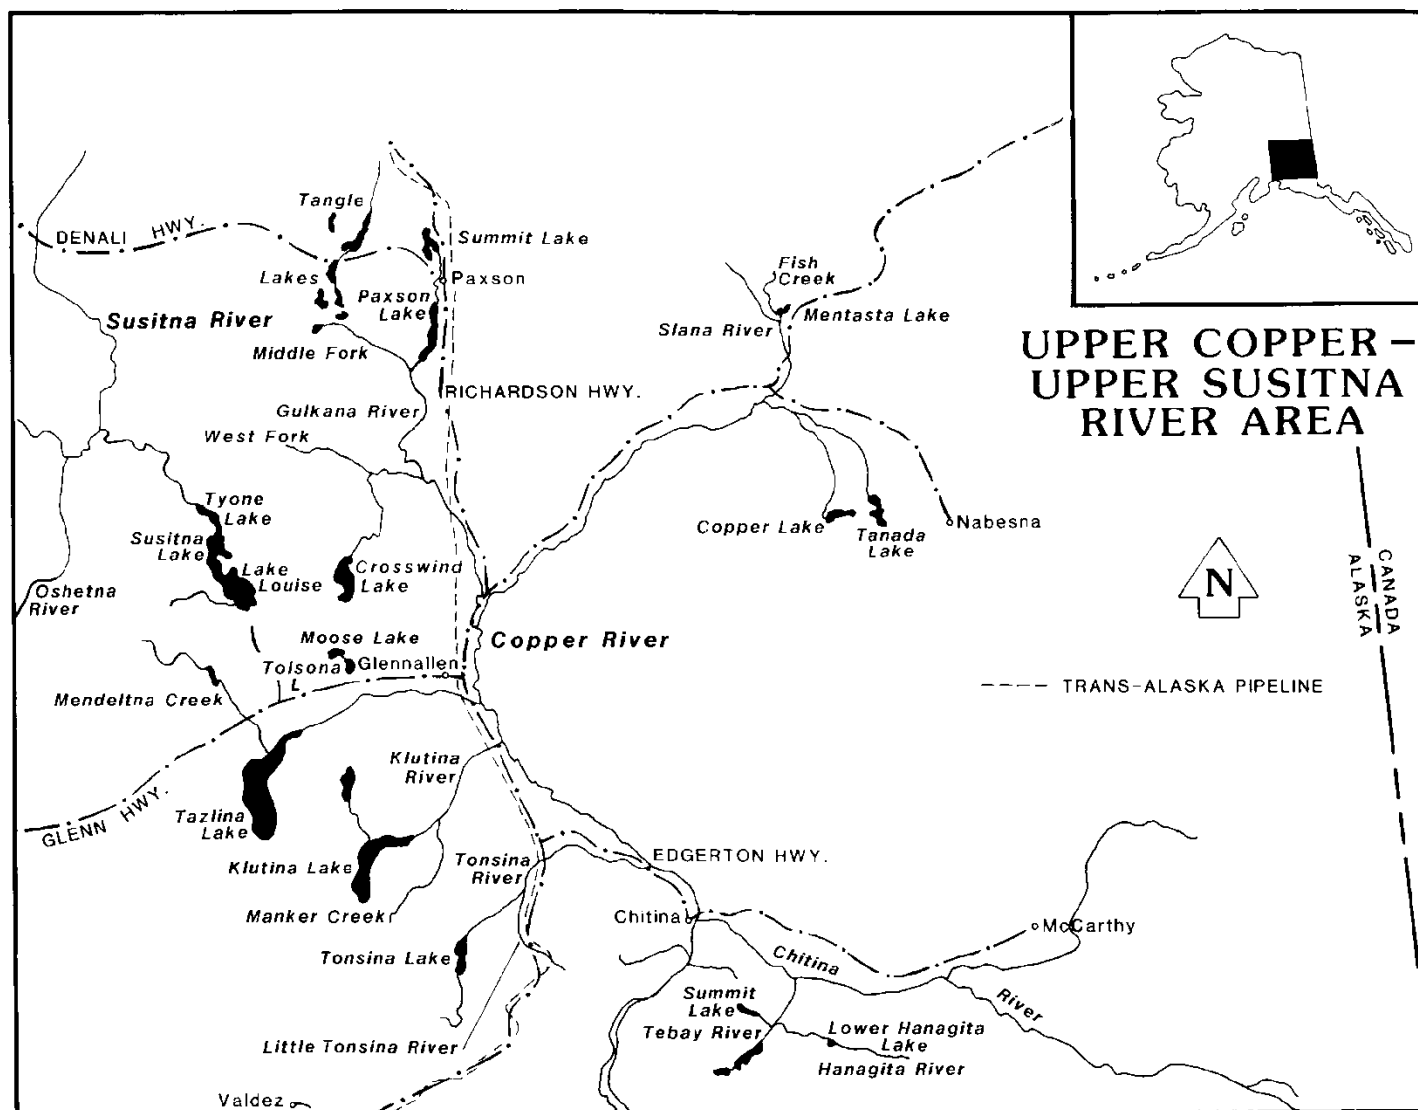 Tangle
DENALI HWY.
Summit Lake
Lakes
Paxson
Paxson
Lake
Susitna River
Middle Fork
Fish
Creek
Slana River
Mentasta Lake
UPPER COPPER –
UPPER SUSITNA
RIVER AREA
RICHARDSON HWY.
Gulkana River
West Fork
Tyone
Lake
Susitna
Lake
Lake
Louise
Crosswind
Lake
Copper Lake
Tanada
Lake
Nabesna
Oshetna
River
N
CANADA
ALASKA
Moose Lake
Copper River
Tolsona
L
Glennallen
Mendeltna Creek
TRANS-ALASKA PIPELINE
Klutina
River
GLENN HWY.
Tazlina
Lake
Klutina Lake
Tonsina
River
EDGERTON HWY.
Manker Creek
Chitina
McCarthy
Tonsina Lake
Chitina
River
Summit
Lake
Tebay River
Lower Hanagita
Lake
Hanagita River
Little Tonsina River
Valdez